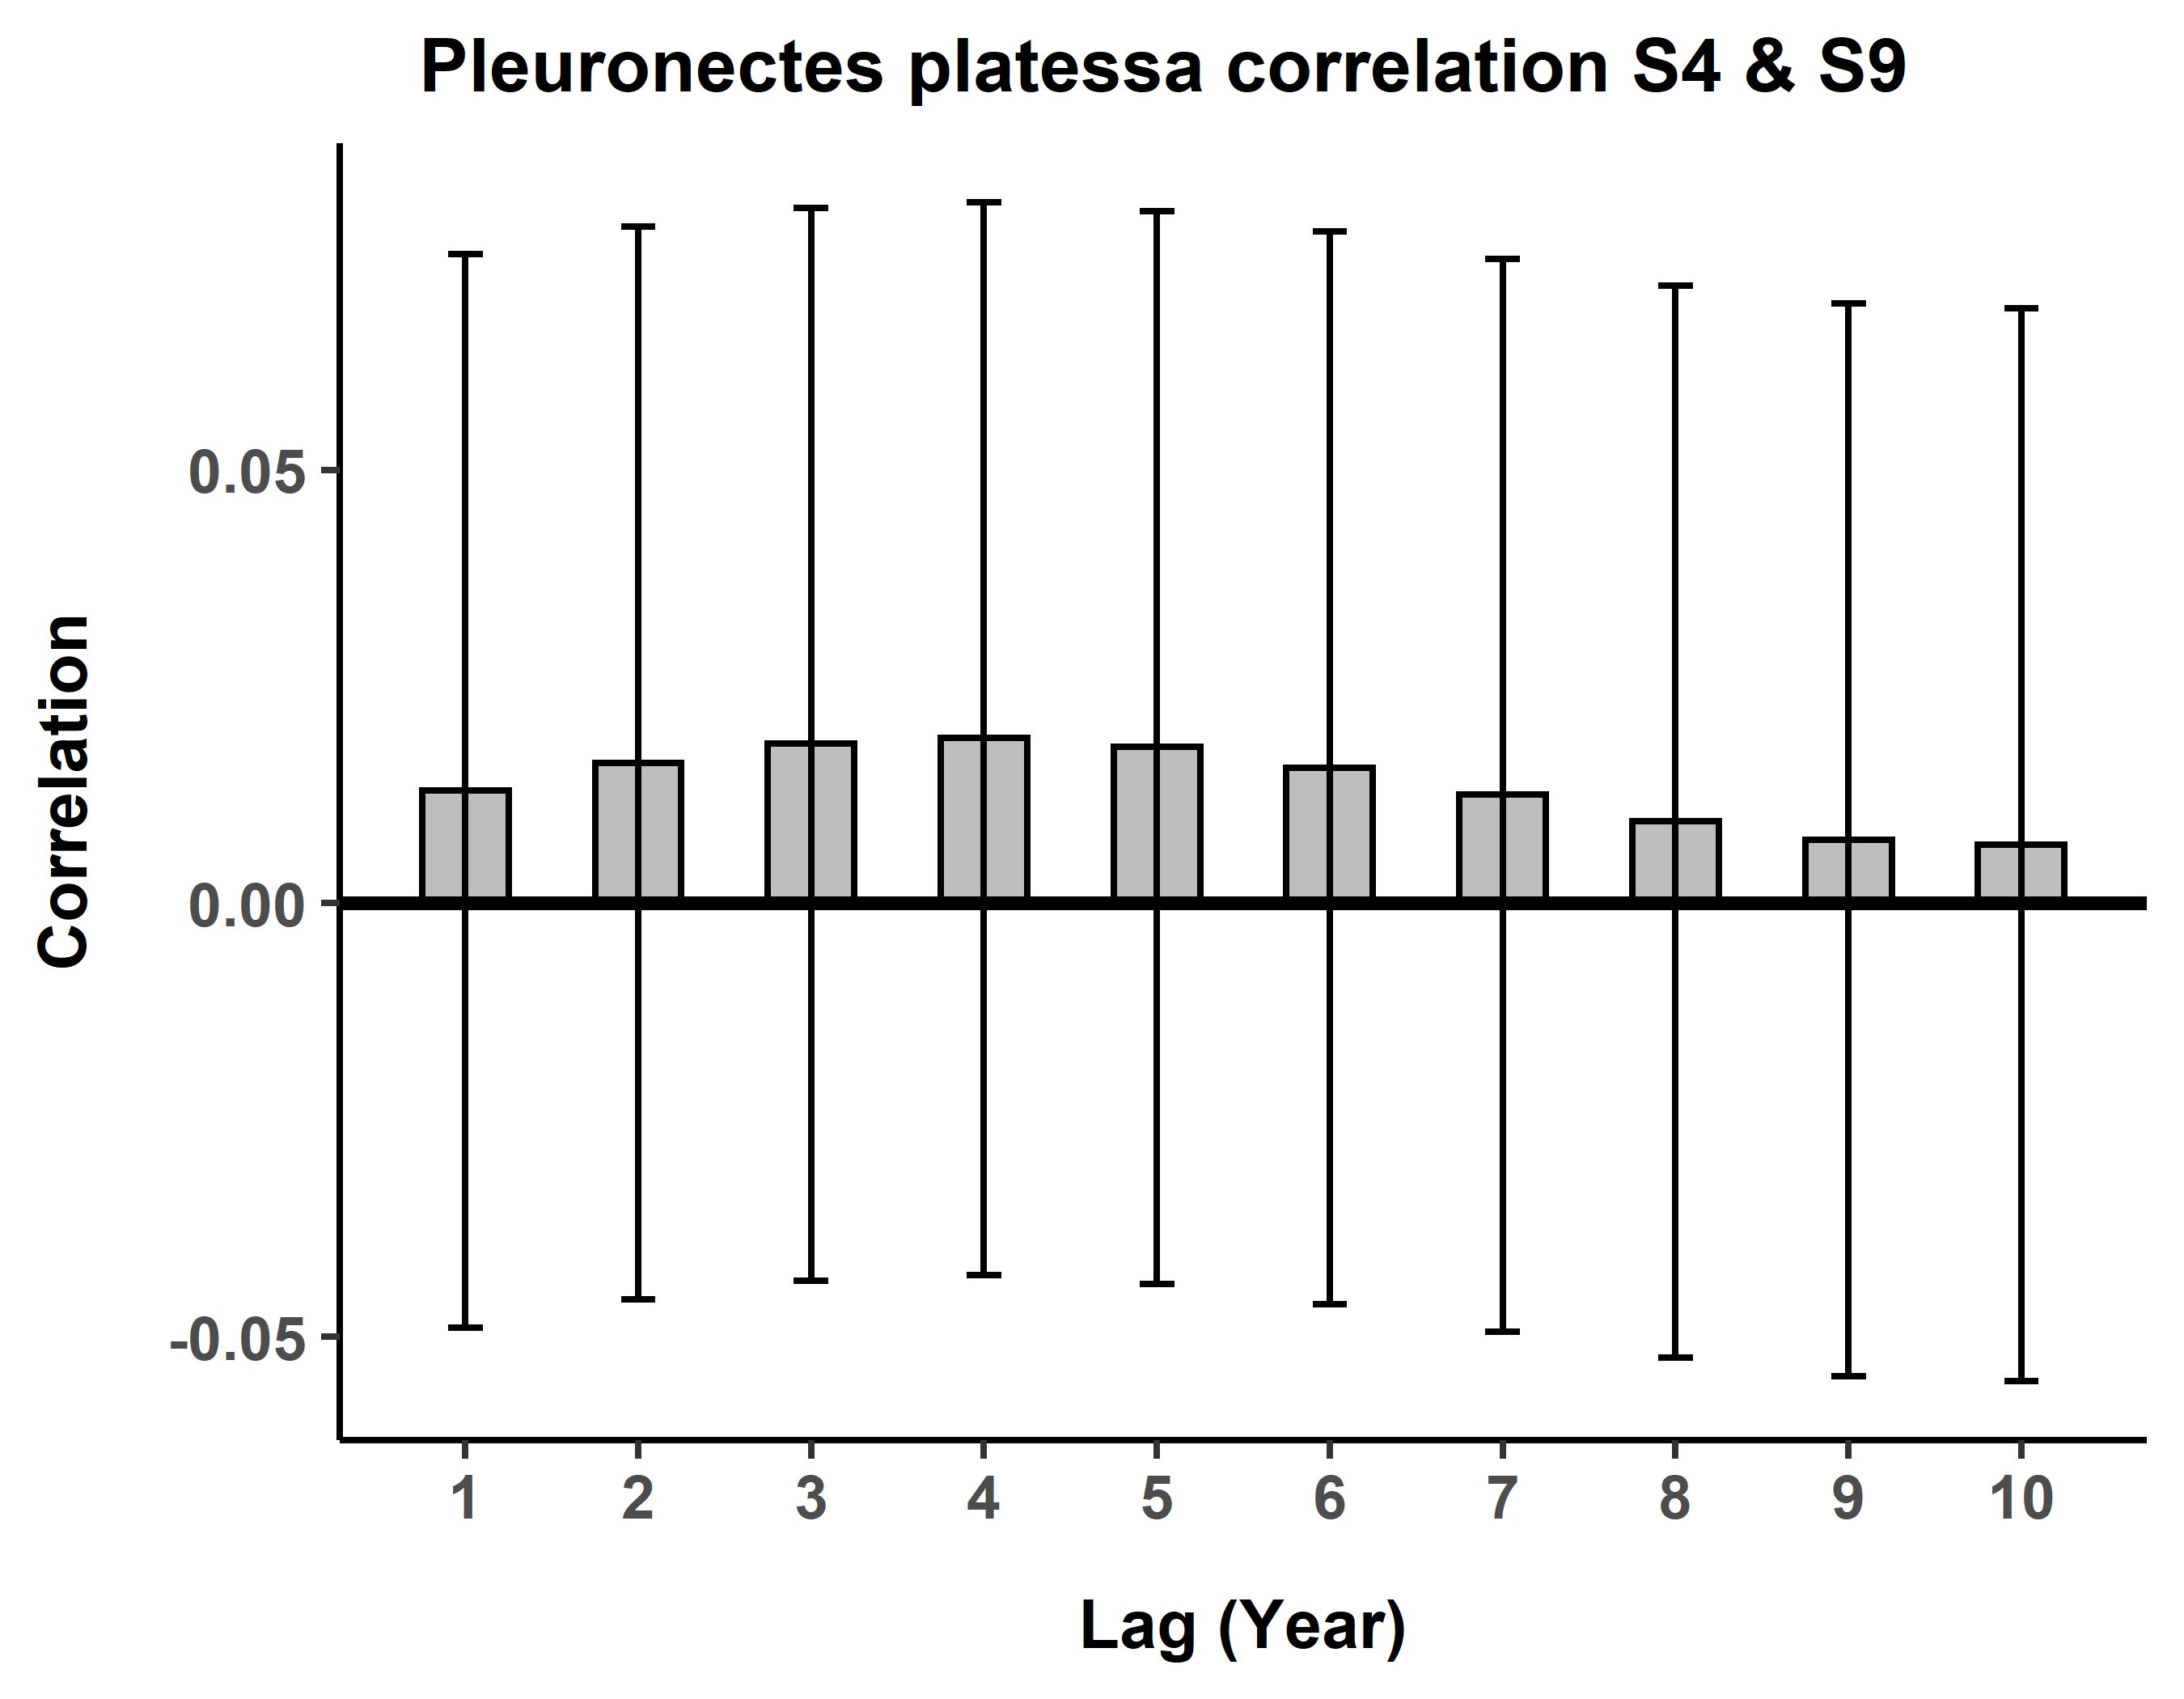 Pleuronectes platessa correlation S4 & S9
Correlation
0.05
0.00
-0.05
1 2 3 4 5 6 7 8 9 10
Lag (Year)